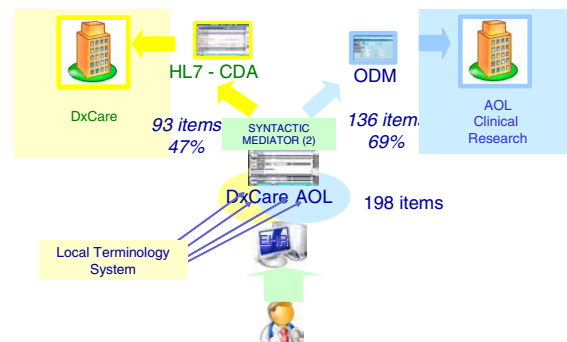 HL7 - CDA
ODM
DxCare
AOL
Clinical
Research
93 items
47%
SYNTACTIC
MEDIATOR (2)
136 items
69%
DxCare AOL
198 items
Local Terminology
System
EHR